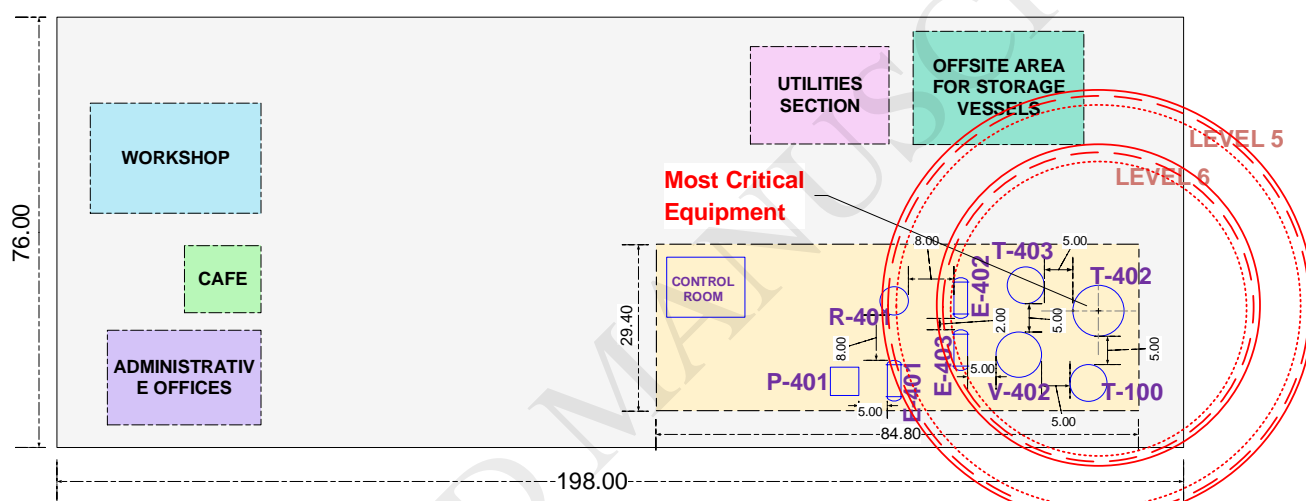 OFFSITE AREA
FOR STORAGE
VESSELS
UTILITIES
SECTION
WORKSHOP
LEVEL 5
LEVEL 6
Most Critical
Equipment
76.00
CAFE
ADMINISTRATIV
E OFFICES
29.40
CONTROL
ROOM
8.00
T-403
5.00
T-402
E-402
R-401
2.00
5.00
8.00
E-403
5.00
P-401
5.00
E-401
V-402
T-100
5.00
5.00
84.80
198.00
D MANUSC